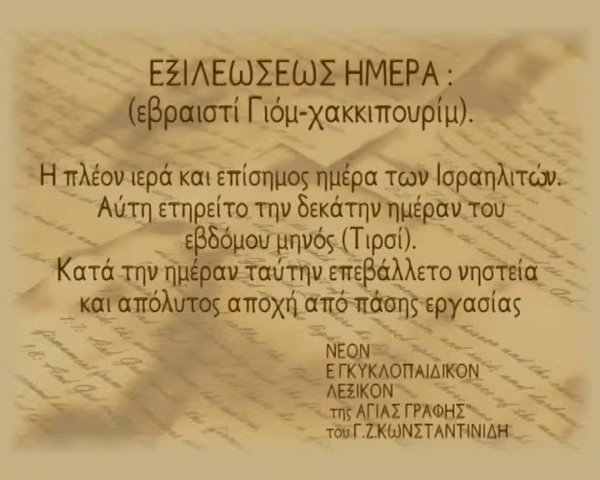 ΕΞΙΛΕΩΣΕΩΣ ΗΜΕΡΑ :
(εβραιστί Γιόμ-χακκιπουρίμ).
Η πλέον ιερά και επίσημος ημέρα των Ισραηλιτών.
Αύτη ετηρείτο την δεκάτην ημέραν του
εβδόμου μηνός (Τιρσί).
Κατά την ημέραν ταύτην επεβάλλετο νηστεία
και απόλυτος αποχή από πάσης εργασίας
ΝΕΟΝ
Ε ΓΚΥΚΛΟΠΑΙΔΙΚΟΝ
ΛΕΞΙΚΟΝ
της ΑΓΙΑΣ ΓΡΑΦΗΣ"
του Γ.Ζ.ΚΩΝΣΤΑΝΤΙΝΙΔΗ